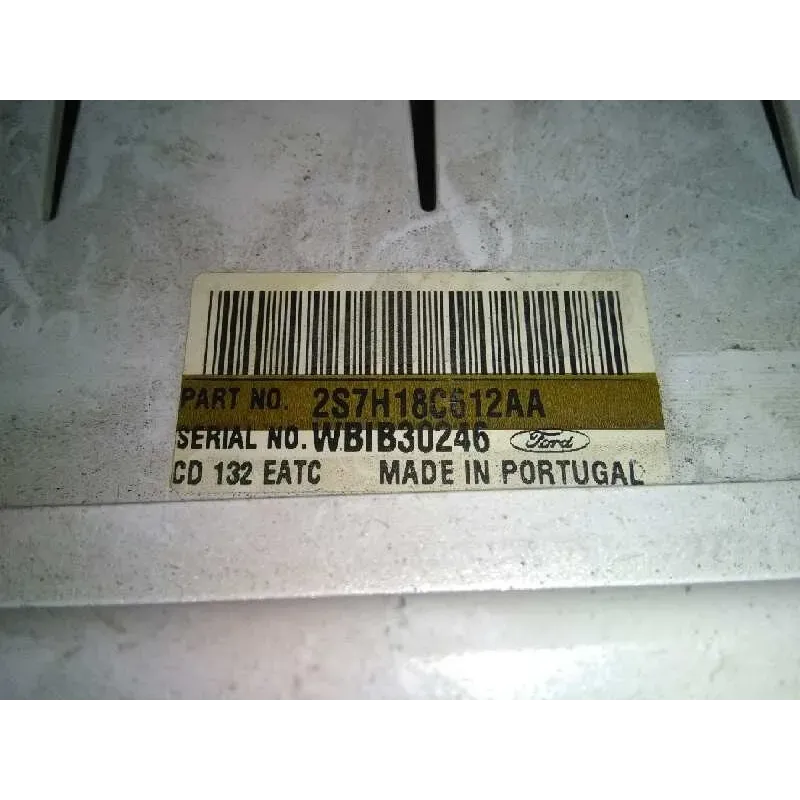 PART NO. 2S7H18C612AA
SERIAL NO. WBIB30246 Ford
CD 132 EATC MADE IN PORTUGAL